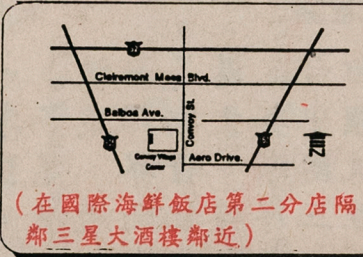 Clairemont Mesa Blvd.
Balboa Ave.
Convoy St.
Convoy Village
Center
Aero Drive.
N
(在國際海鮮飯店第二分店隔
鄰三星大酒樓鄰近)